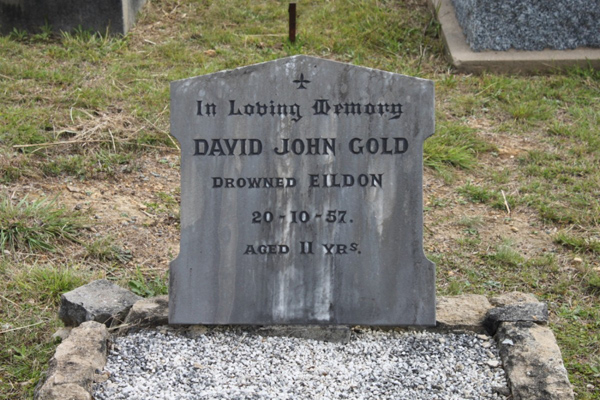 In Loving Memory
DAVID JOHN GOLD
DROWNED EILDON
20-10-57.
AGED 11 YRS.